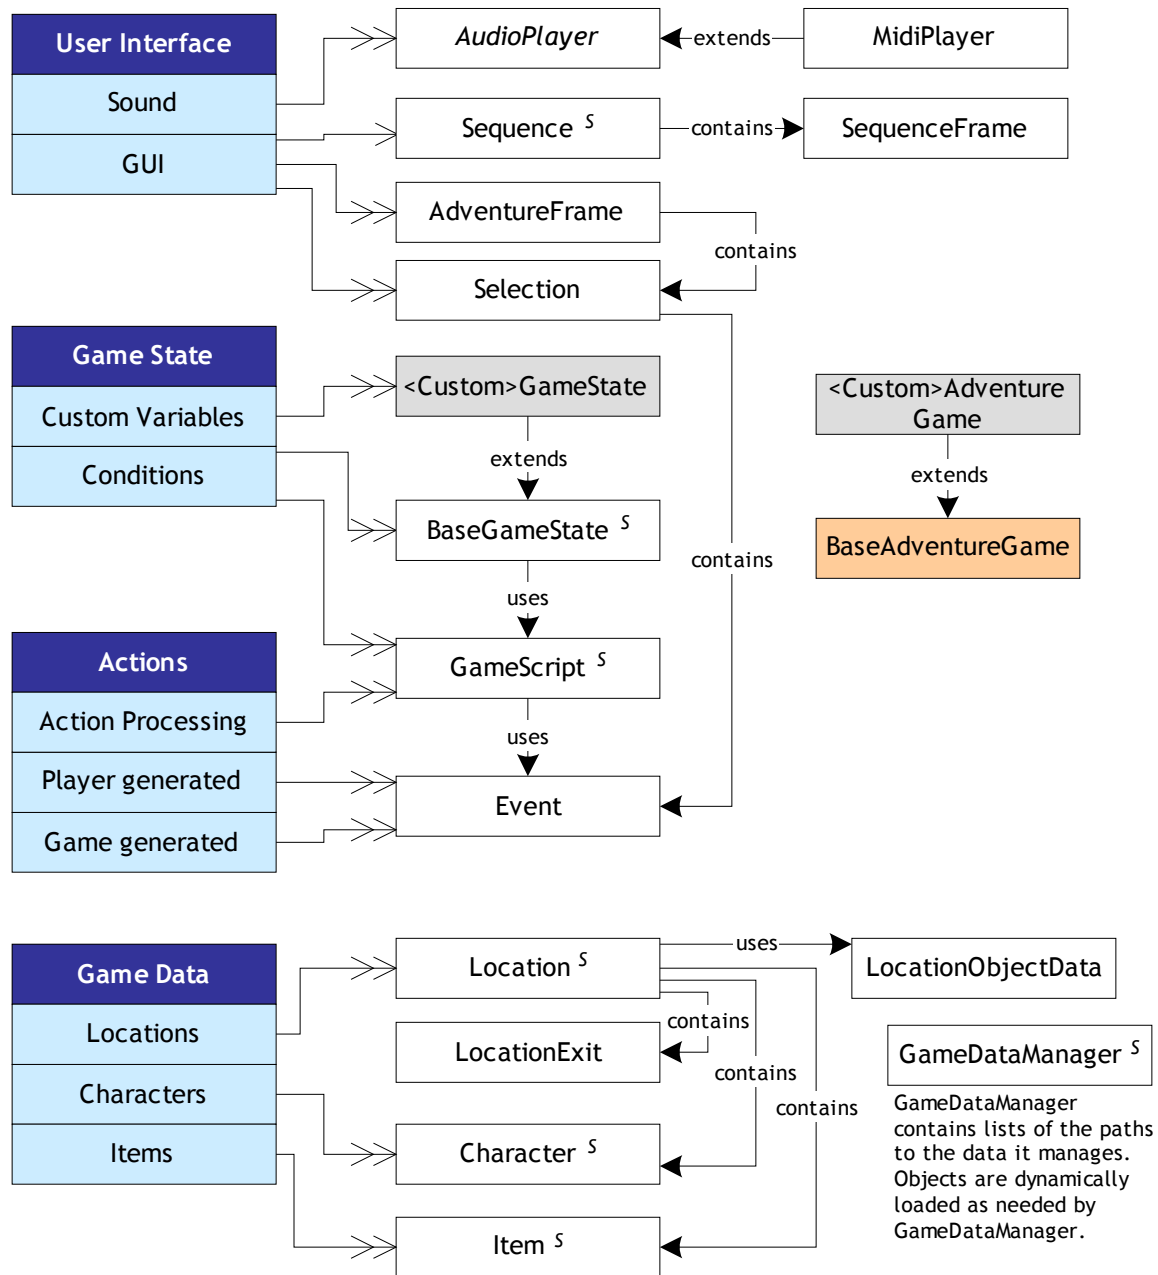 User Interface
Sound
GUI
AudioPlayer
extends
MidiPlayer
Sequence S
contains
SequenceFrame
AdventureFrame
contains
Selection
Game State
Custom Variables
Conditions
<Custom>GameState
extends
BaseGameState S
uses
contains
<Custom>Adventure
Game
extends
BaseAdventureGame
Actions
Action Processing
Player generated
Game generated
GameScript S
uses
Event
Game Data
Locations
Characters
Items
Location S
uses
LocationObjectData
contains
LocationExit
contains
contains
Character S
Item S
GameDataManager S
GameDataManager
contains lists of the paths
to the data it manages.
Objects are dynamically
loaded as needed by
GameDataManager.